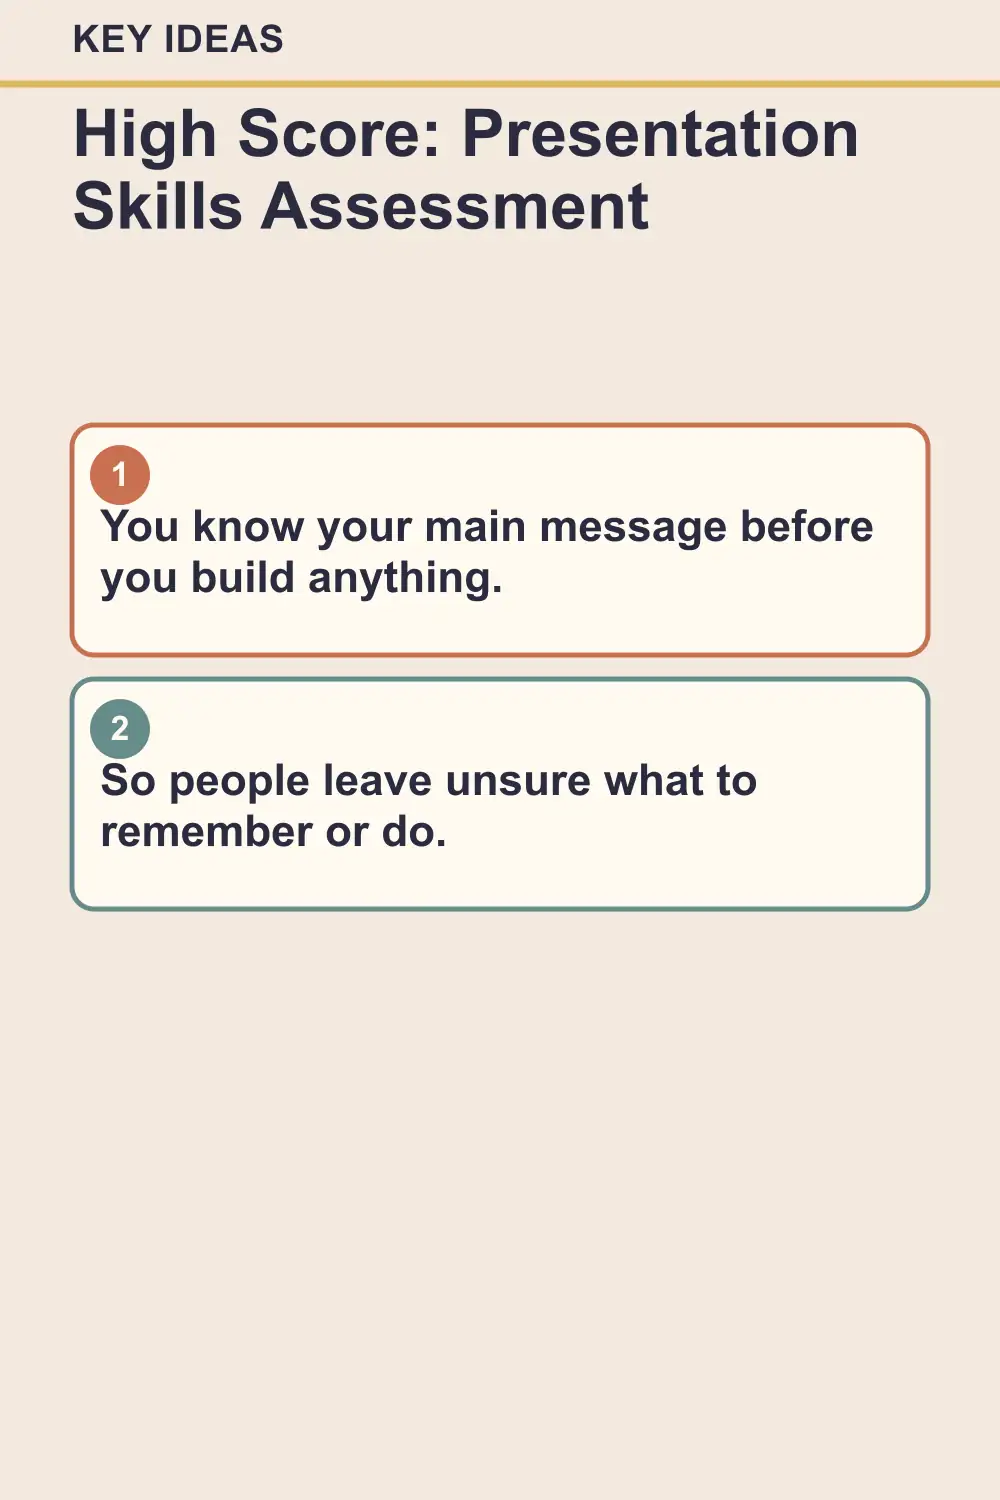 KEY IDEAS
High Score: Presentation
Skills Assessment
1
You know your main message before
you build anything.
2
So people leave unsure what to
remember or do.